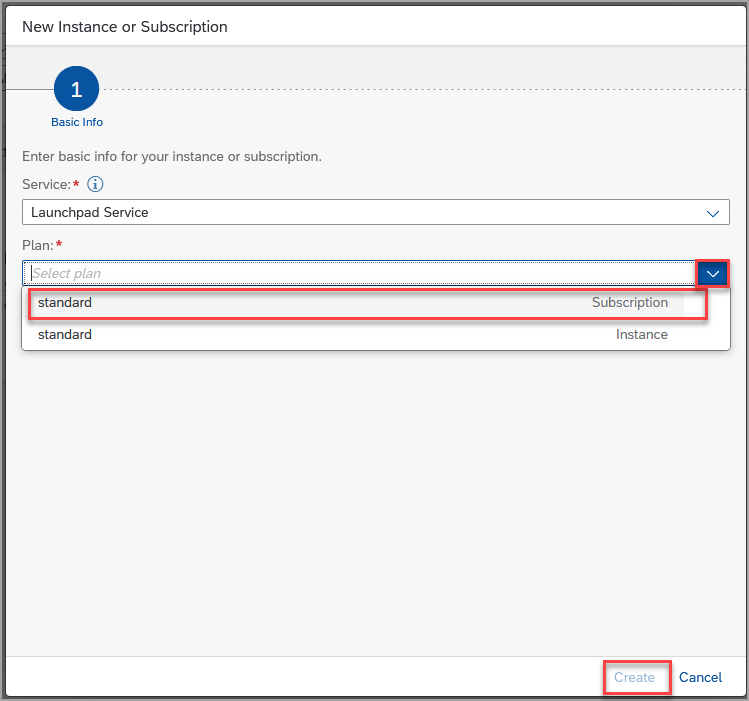 New Instance or Subscription
1
Basic Info
Enter basic info for your instance or subscription.
Service:* i
Launchpad Service
Plan:*
Select plan
standard Subscription
standard Instance
Create Cancel